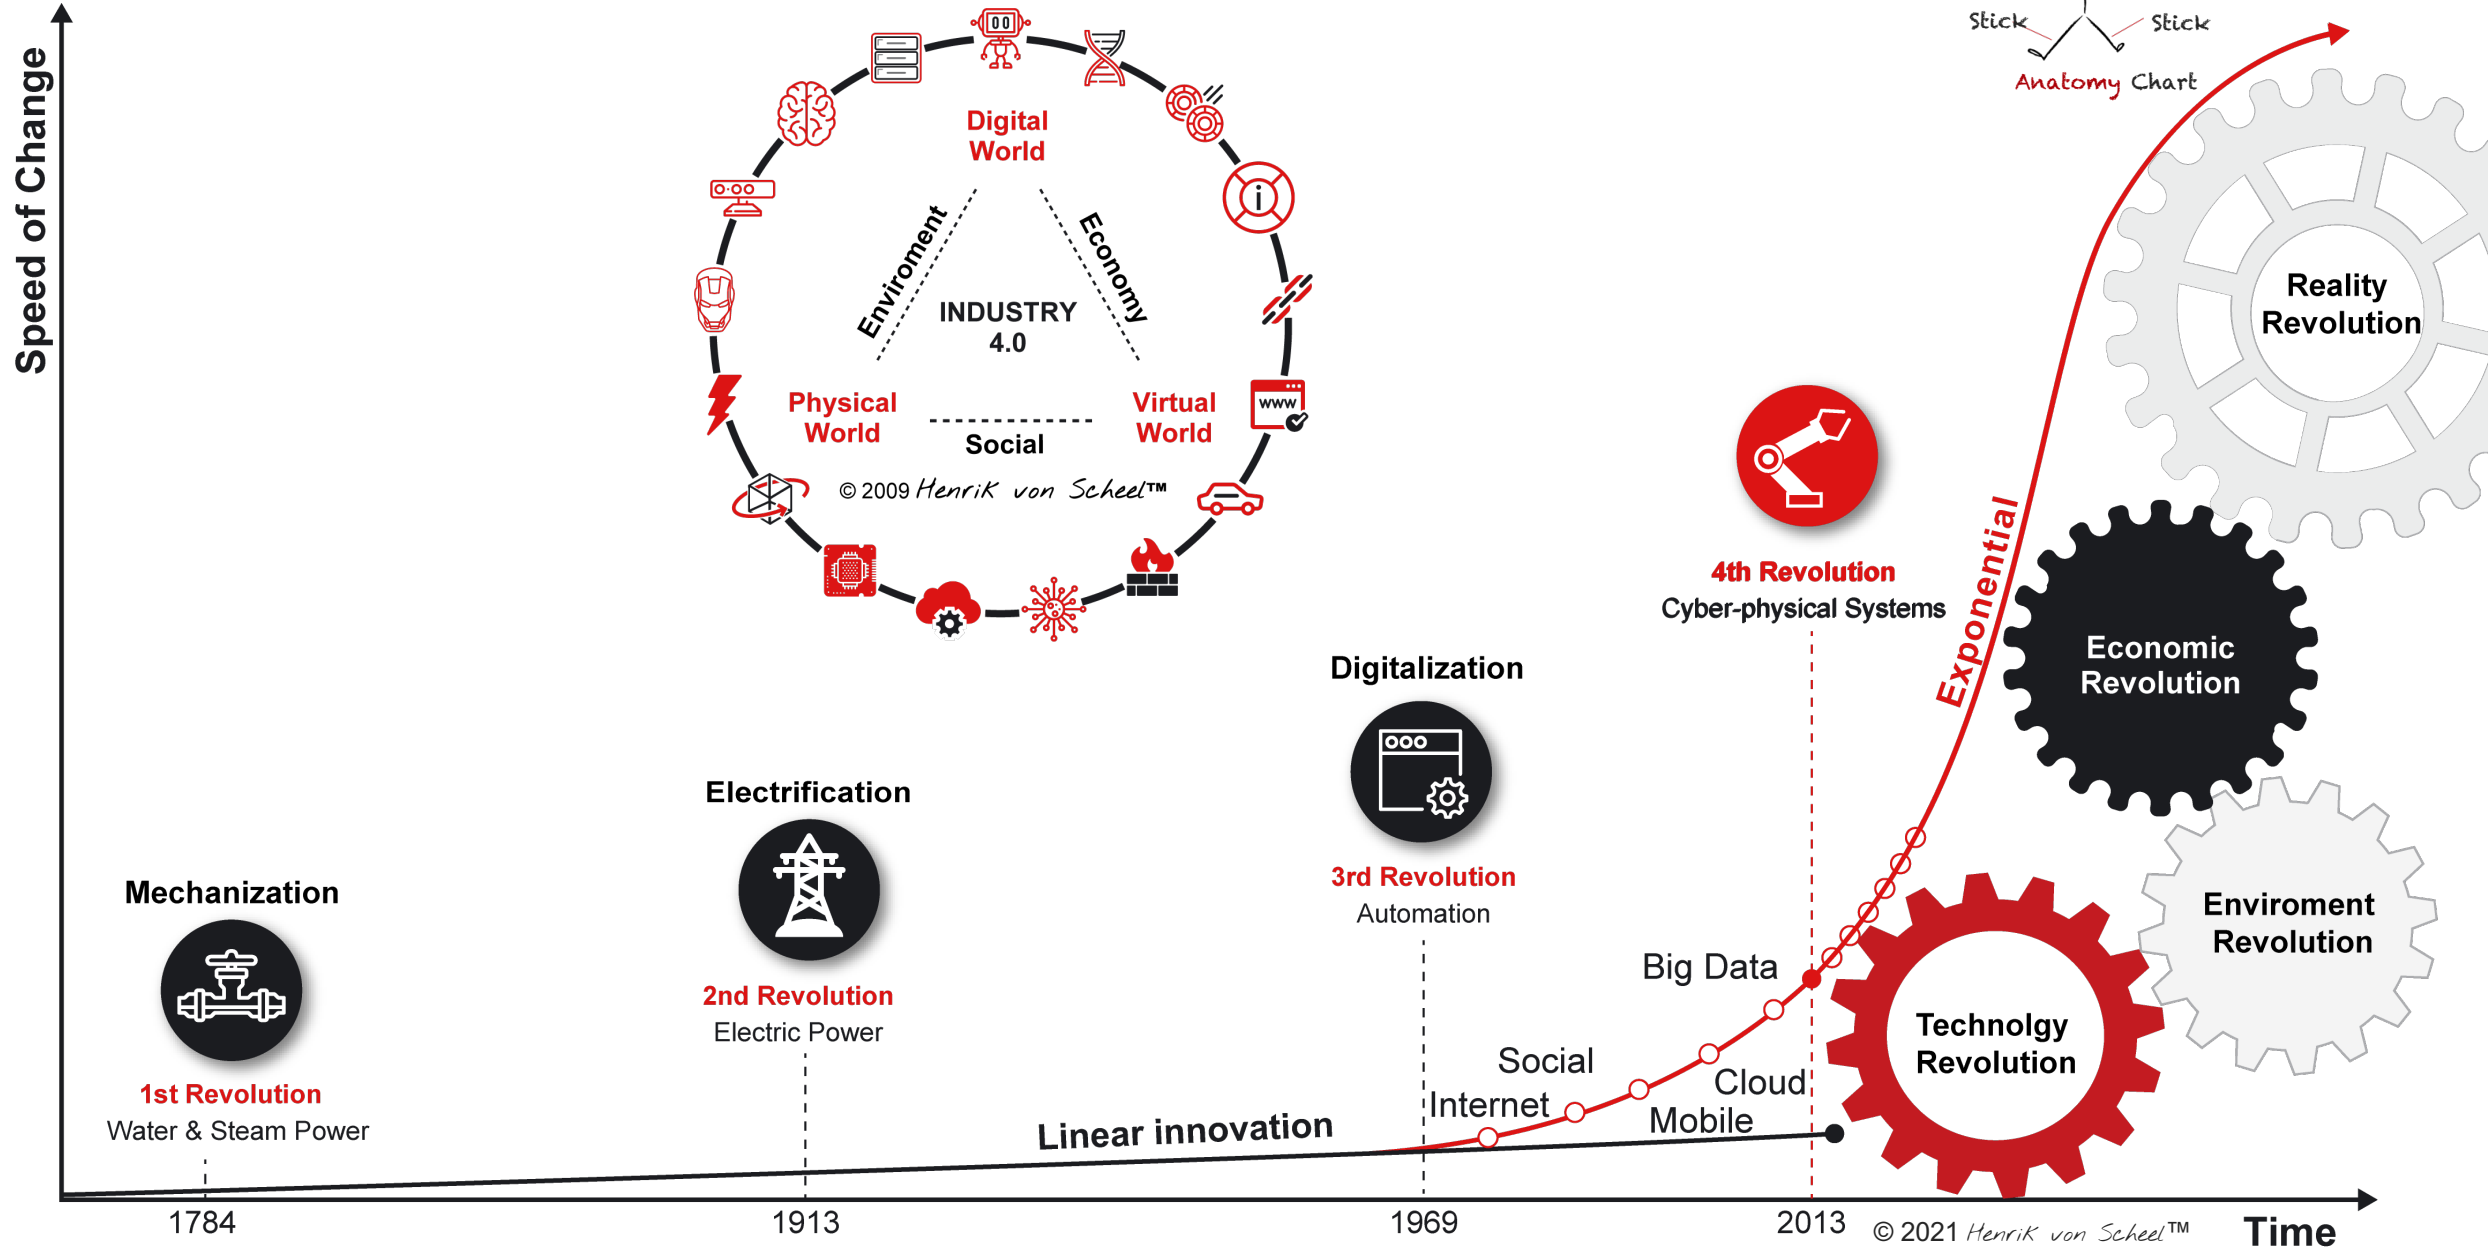 Speed of Change
Stick
Stick
Anatomy Chart
Digital
World
Enviroment
Economy
INDUSTRY
4.0
i
www
Physical
World
Virtual
World
Social
© 2009 Henrik von Scheel™
Reality
Revolution
4th Revolution
Cyber-physical Systems
Exponential
Economic
Revolution
Digitalization
3rd Revolution
Automation
Electrification
2nd Revolution
Electric Power
Mechanization
1st Revolution
Water & Steam Power
Enviroment
Revolution
Technolgy
Revolution
Big Data
Social
Cloud
Internet
Mobile
Linear innovation
1784
1913
1969
2013
© 2021 Henrik von Scheel™
Time